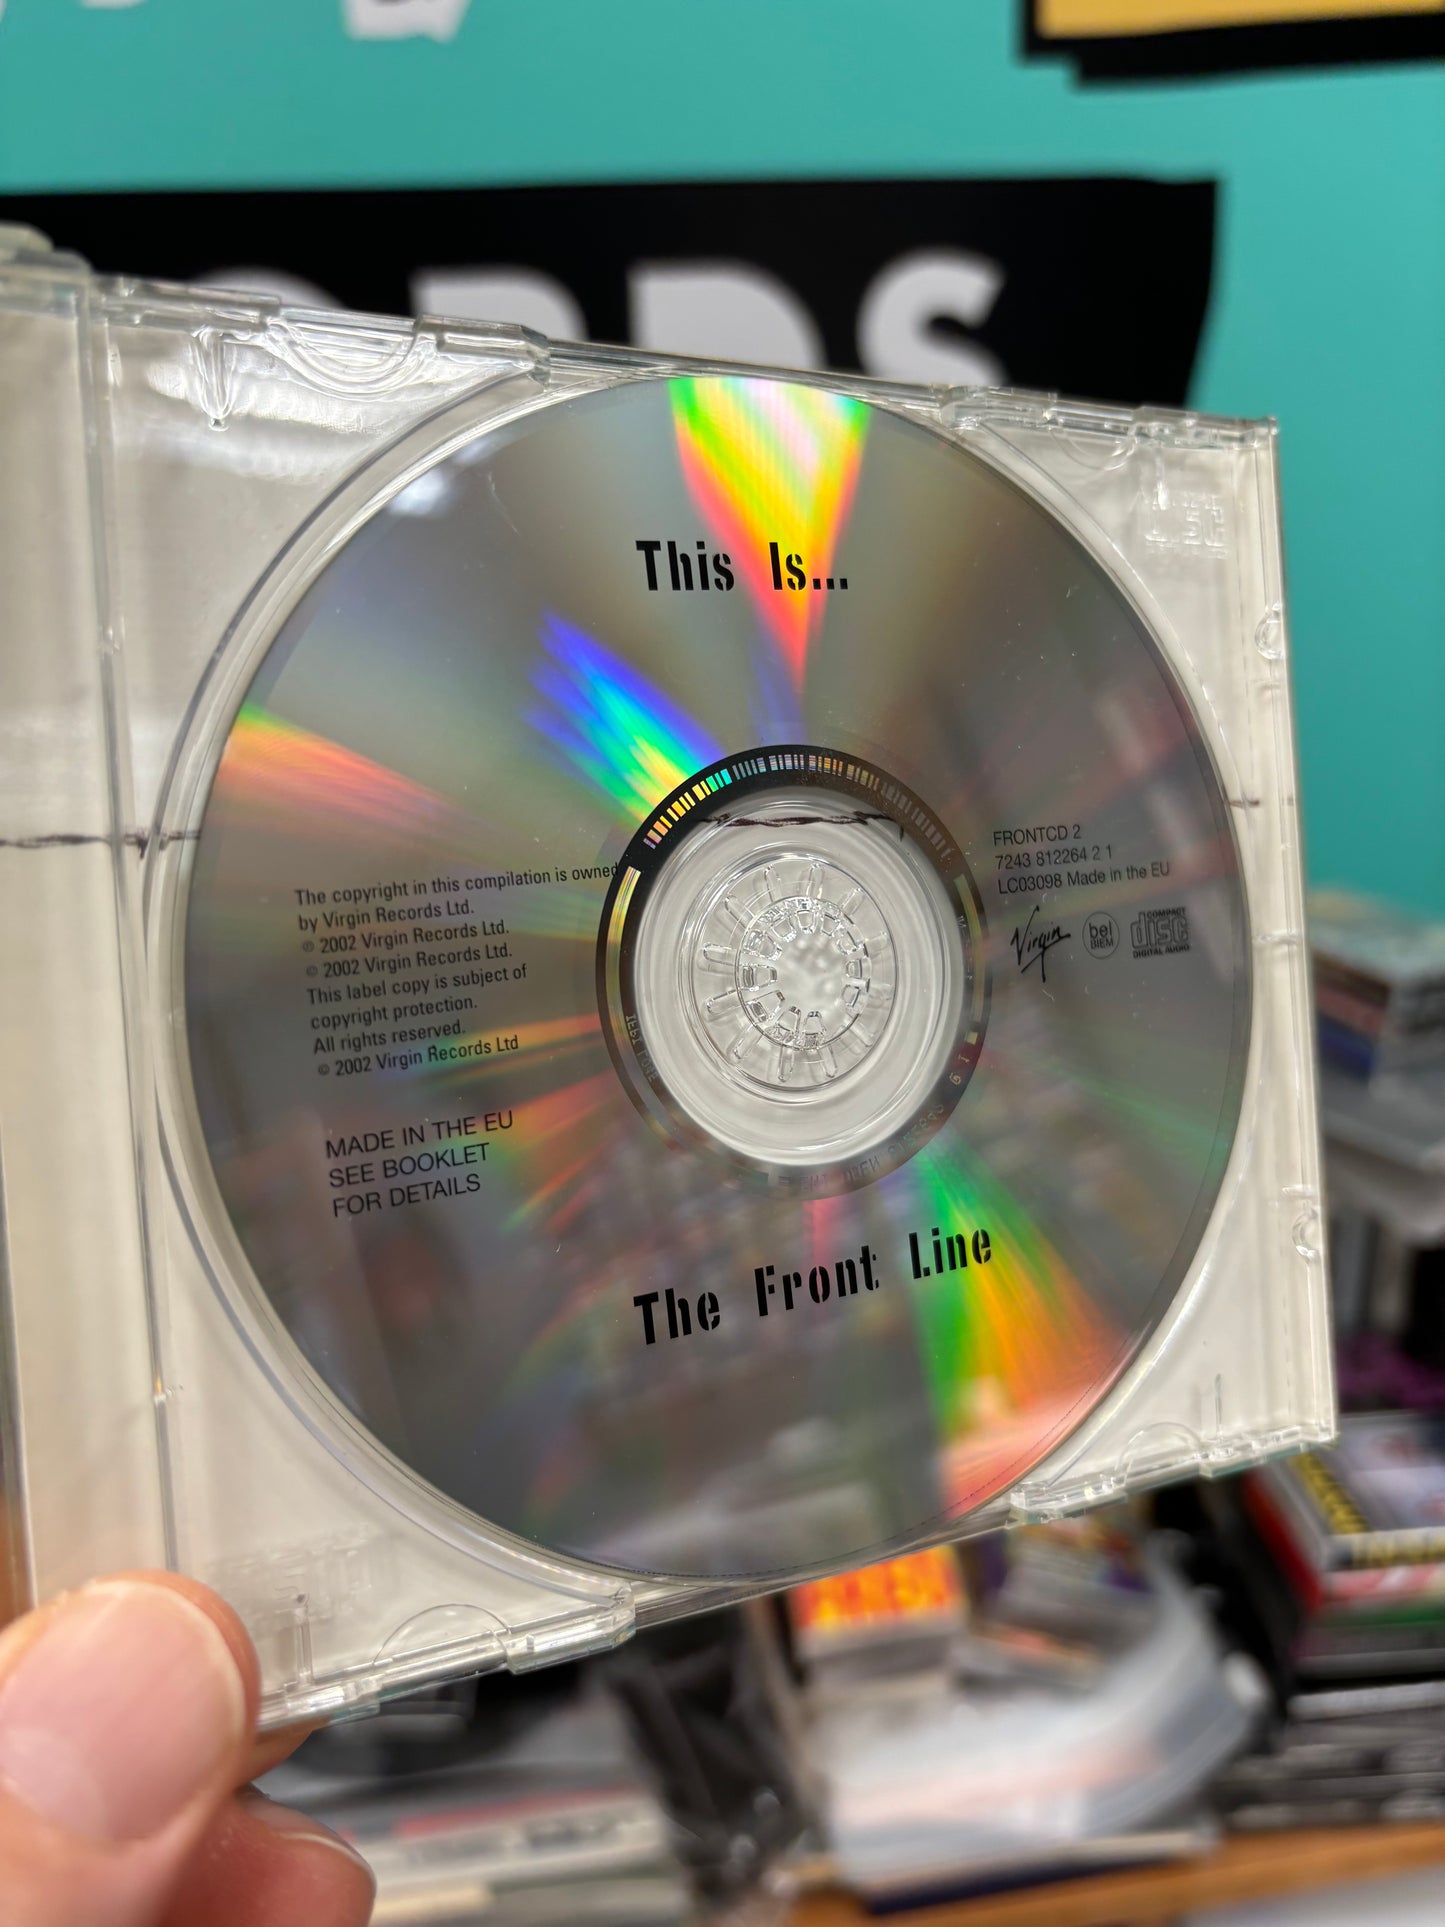 This Is...
The copyright in this compilation is owned
by Virgin Records Ltd.
℗ 2002 Virgin Records Ltd.
© 2002 Virgin Records Ltd.
This label copy is subject of
copyright protection.
All rights reserved.
© 2002 Virgin Records Ltd
MADE IN THE EU
SEE BOOKLET
FOR DETAILS
FRONTCD 2
7243 812264 2 1
LC03098 Made in the EU
Virgin
bel
BIEM
COMPACT
disc
DIGITAL AUDIO
The Front Line